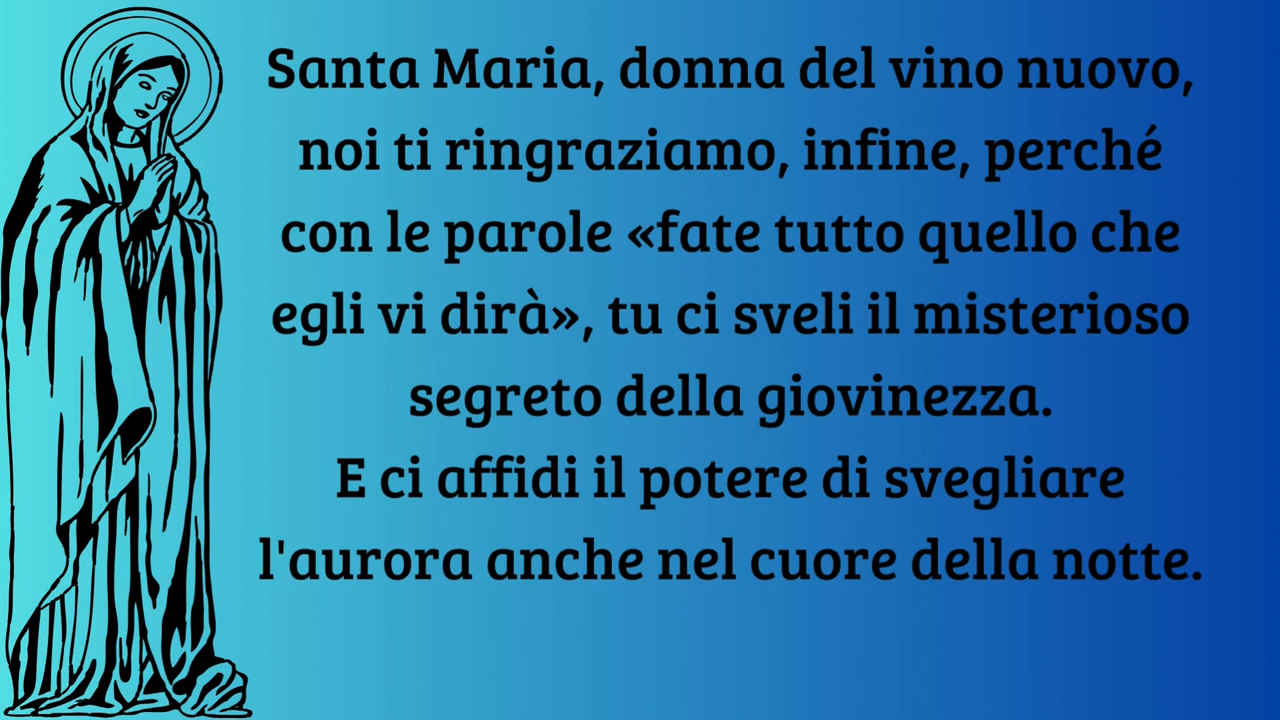 Santa Maria, donna del vino nuovo,
noi ti ringraziamo, infine, perché
con le parole «fate tutto quello che
egli vi dirà», tu ci sveli il misterioso
segreto della giovinezza.
E ci affidi il potere di svegliare
l'aurora anche nel cuore della notte.